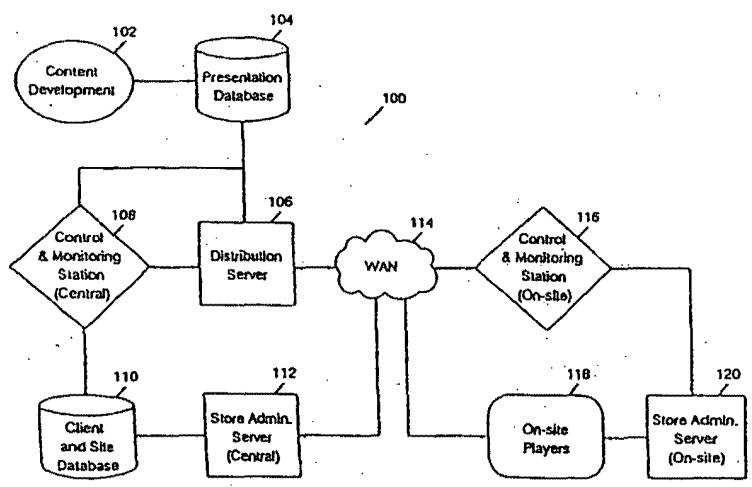 102
Content
Development
104
Presentation
Database
100
108
Control
& Monitoring
Station
(Central)
106
Distribution
Server
114
WAN
116
Control
& Monitoring
Station
(On-site)
110
Client
and Site
Database
112
Store Admin.
Server
(Central)
118
On-site
Players
120
Store Admin.
Server
(On-site)